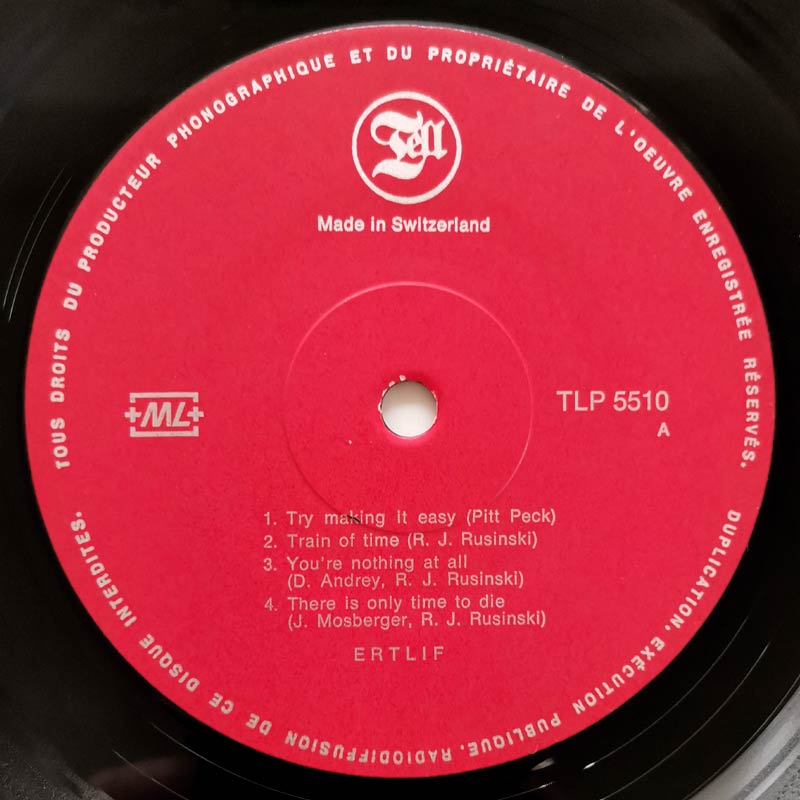 TOUS DROITS DU PRODUCTEUR PHONOGRAPHIQUE ET DU PROPRIÉTAIRE DE L'OEUVRE ENREGISTRÉE RÉSERVÉS. DUPLICATION, EXÉCUTION PUBLIQUE, RADIODIFFUSION DE CE DISQUE INTERDITES.
Tell
Made in Switzerland
+ML+
TLP 5510
A
1. Try making it easy (Pitt Peck)
2. Train of time (R. J. Rusinski)
3. You're nothing at all
(D. Andrey, R. J. Rusinski)
4. There is only time to die
(J. Mosberger, R. J. Rusinski)
ERTLIF